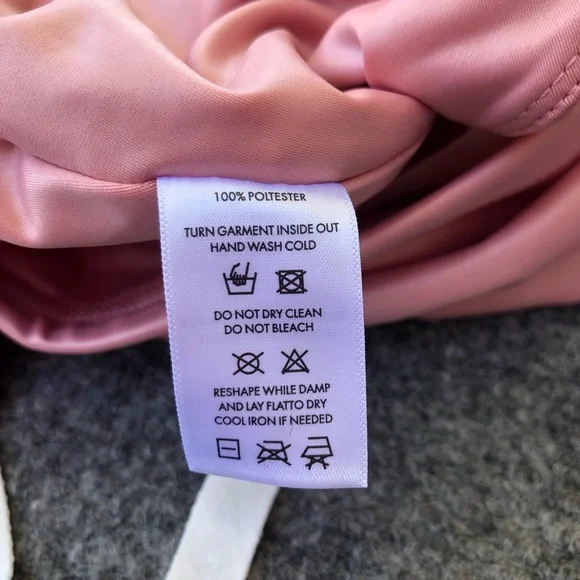 100% POLTESTER
TURN GARMENT INSIDE OUT
HAND WASH COLD
DO NOT DRY CLEAN
DO NOT BLEACH
RESHAPE WHILE DAMP
AND LAY FLATTO DRY
COOL IRON IF NEEDED